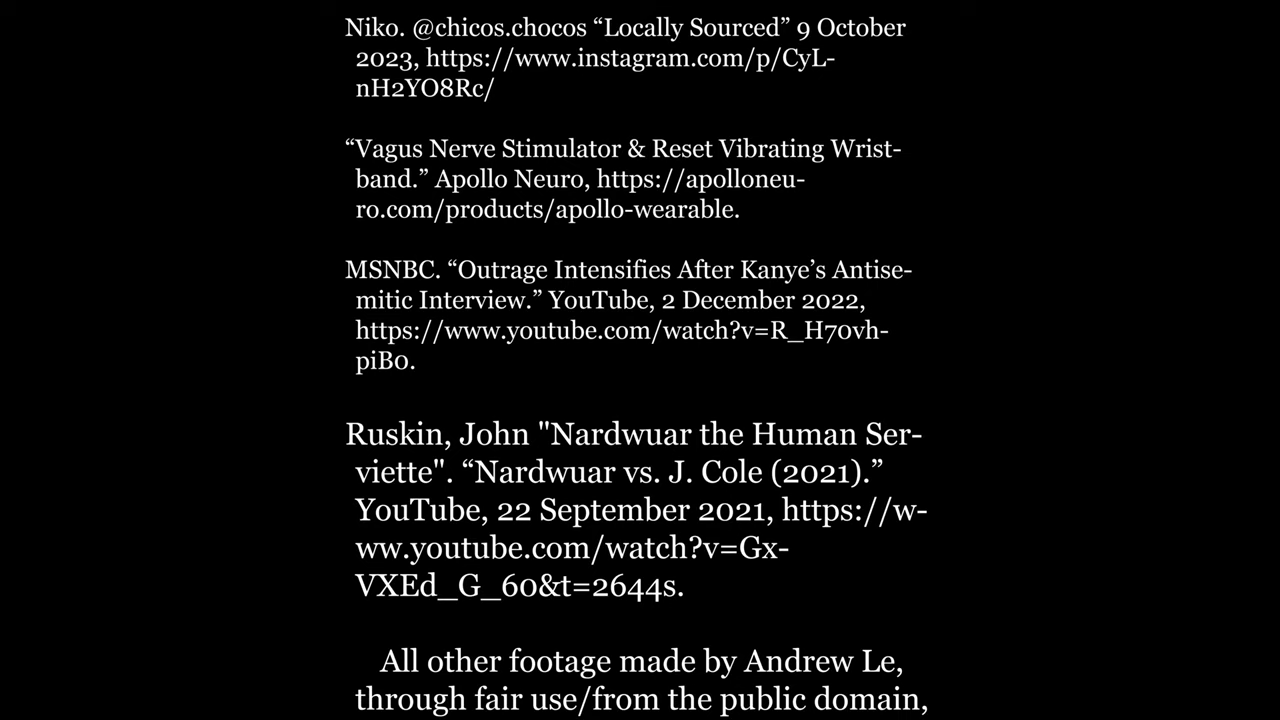 Niko. @chicos.chocos “Locally Sourced” 9 October
2023, https://www.instagram.com/p/CyL-
nH2YO8Rc/
“Vagus Nerve Stimulator & Reset Vibrating Wrist-
band.” Apollo Neuro, https://apolloneu-
ro.com/products/apollo-wearable.
MSNBC. “Outrage Intensifies After Kanye’s Antise-
mitic Interview.” YouTube, 2 December 2022,
https://www.youtube.com/watch?v=R_H70vh-
piB0.
Ruskin, John "Nardwuar the Human Ser-
viette". “Nardwuar vs. J. Cole (2021).”
YouTube, 22 September 2021, https://w-
ww.youtube.com/watch?v=Gx-
VXEd_G_60&t=2644s.
All other footage made by Andrew Le,
through fair use/from the public domain,